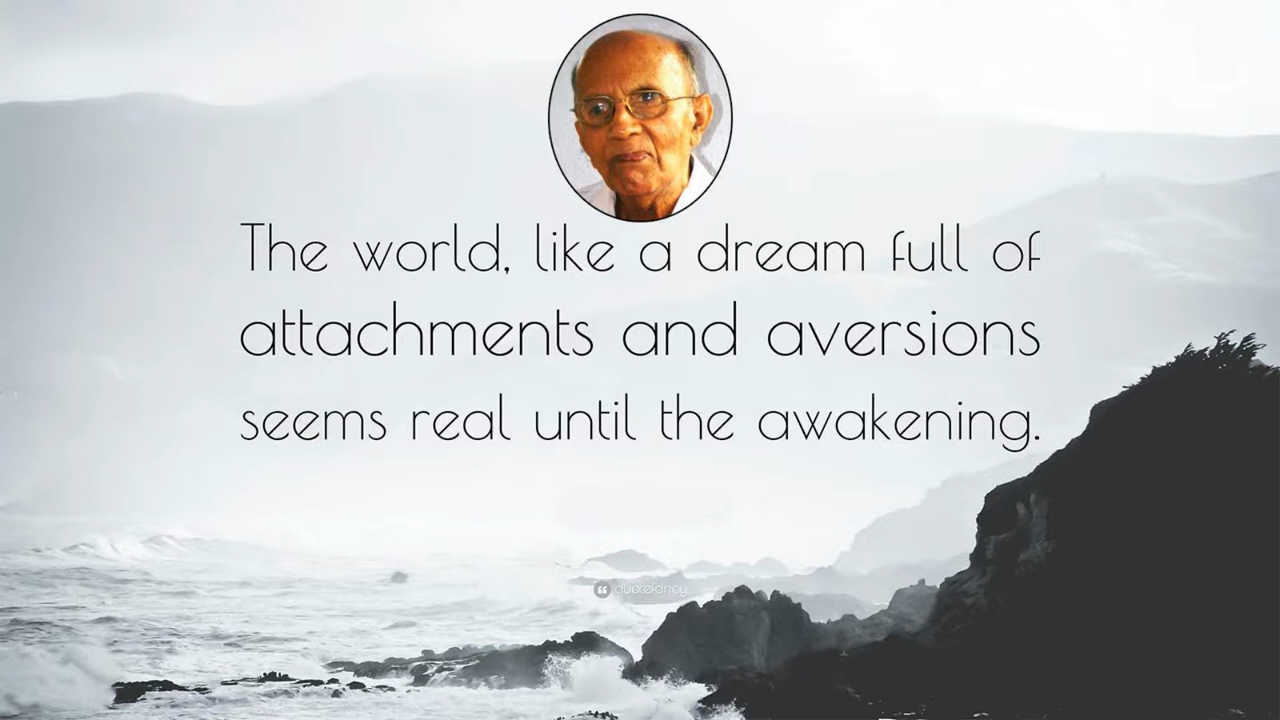 The world, like a dream full of
attachments and aversions
seems real until the awakening.
quotefancy